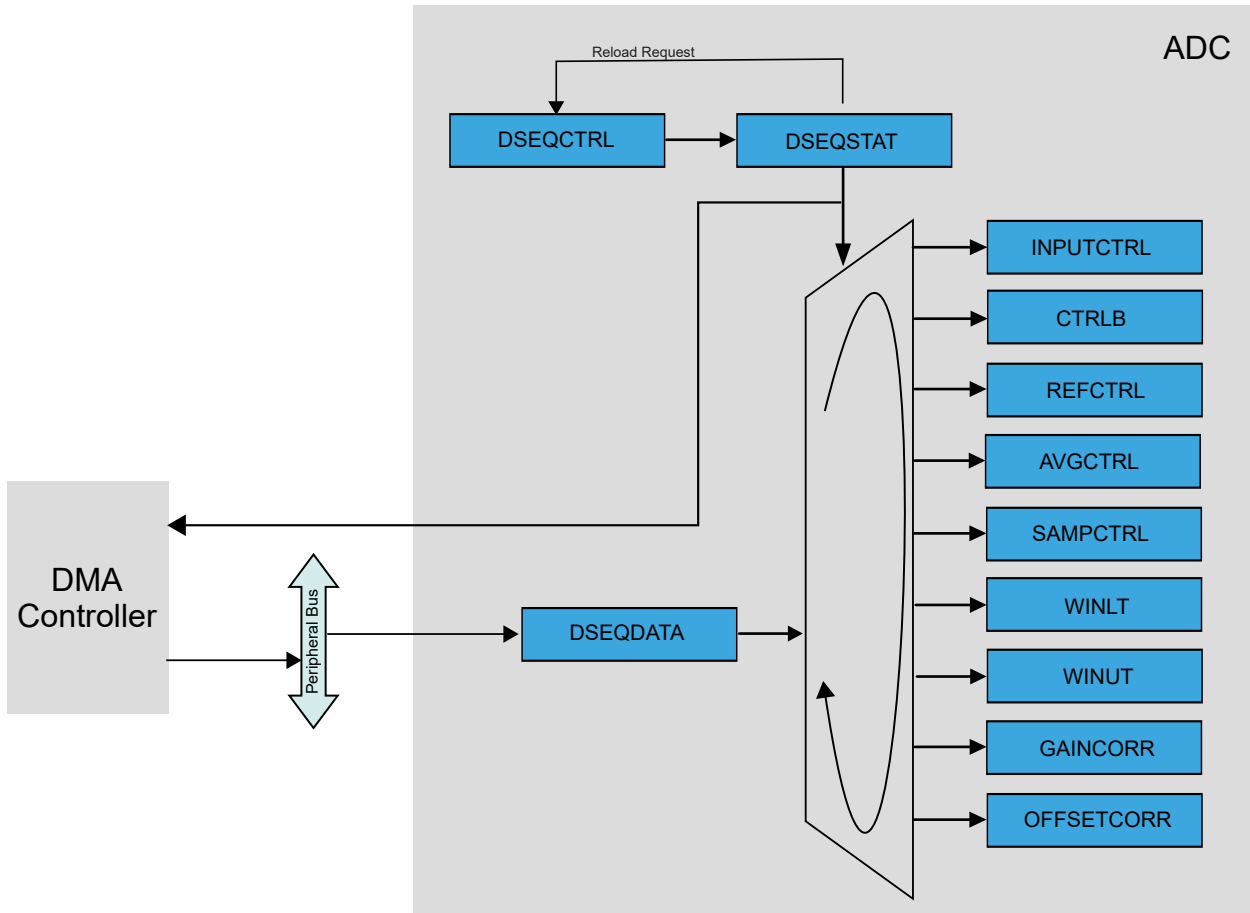 ADC
Reload Request
DSEQCTRL
DSEQSTAT
INPUTCTRL
CTRLB
REFCTRL
AVGCTRL
SAMPCTRL
WINLT
WINUT
GAINCORR
OFFSETCORR
DMA
Controller
Peripheral Bus
DSEQDATA